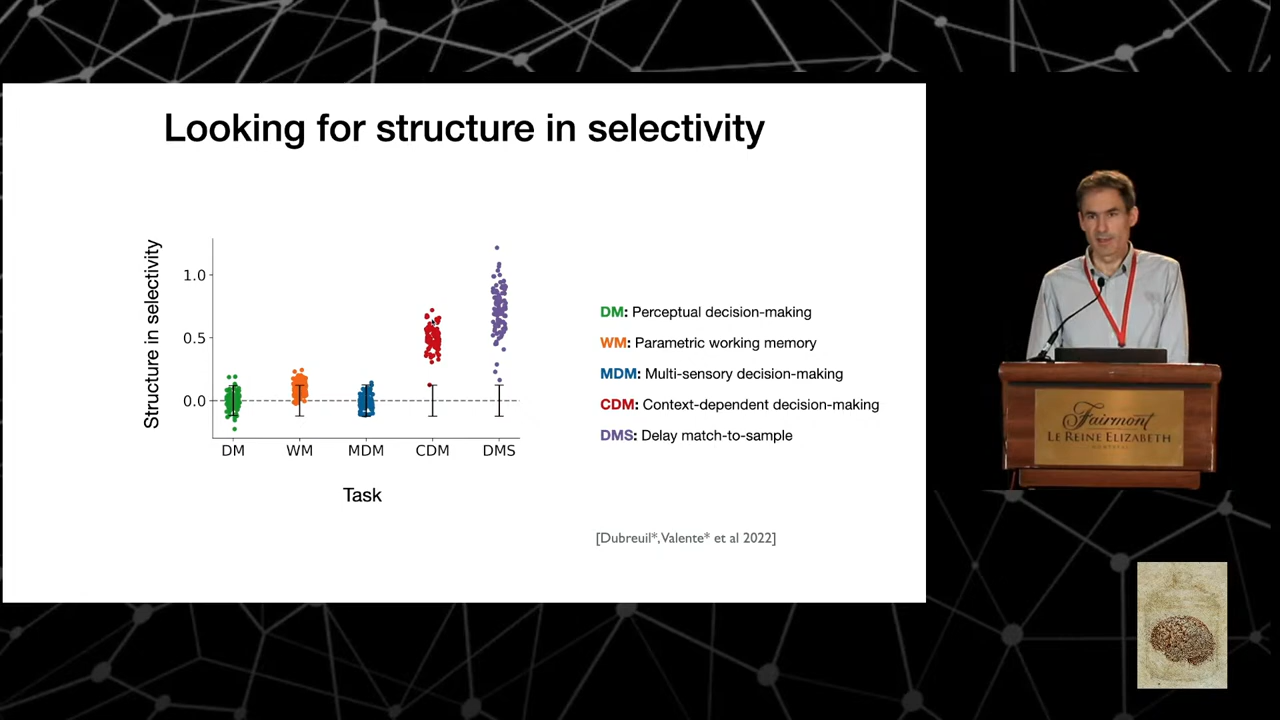 Looking for structure in selectivity
Structure in selectivity
1.0
0.5
0.0
DM
WM
MDM
CDM
DMS
Task
DM: Perceptual decision-making
WM: Parametric working memory
MDM: Multi-sensory decision-making
CDM: Context-dependent decision-making
DMS: Delay match-to-sample
[Dubreuil*,Valente* et al 2022]
Fairmont
LE REINE ELIZABETH